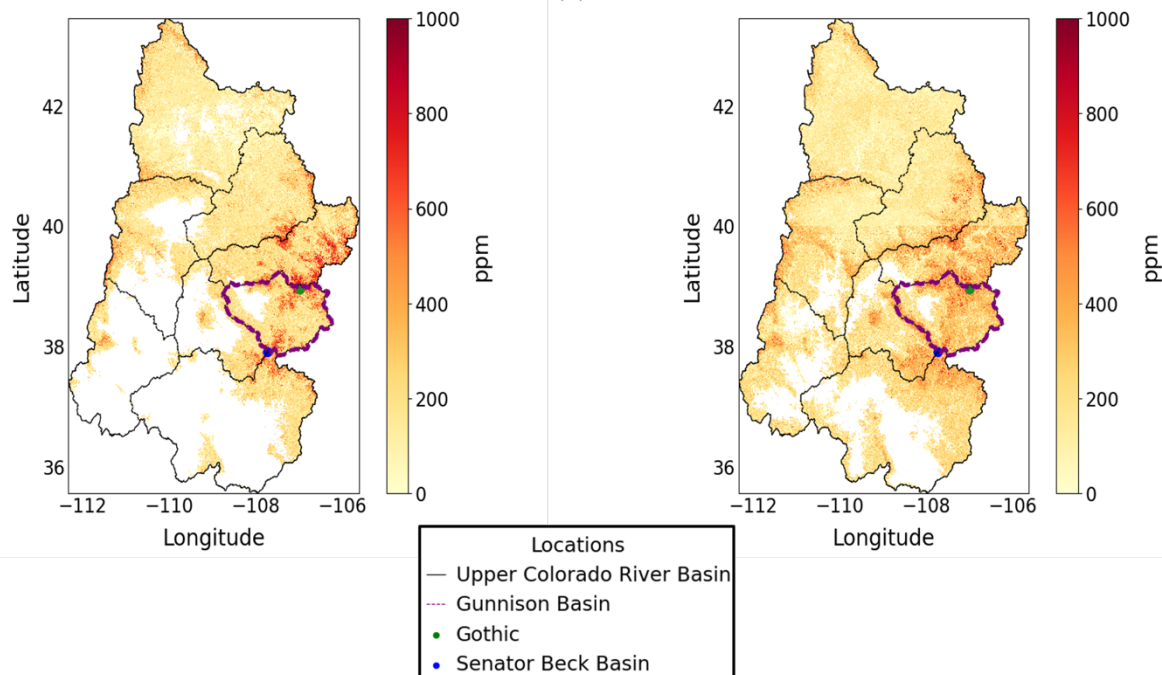 1000
800
600
400
200
0
ppm
42
40
38
36
Latitude
−112 −110 −108 −106
Longitude
1000
800
600
400
200
0
ppm
42
40
38
36
Latitude
−112 −110 −108 −106
Longitude
Locations
Upper Colorado River Basin
Gunnison Basin
Gothic
Senator Beck Basin